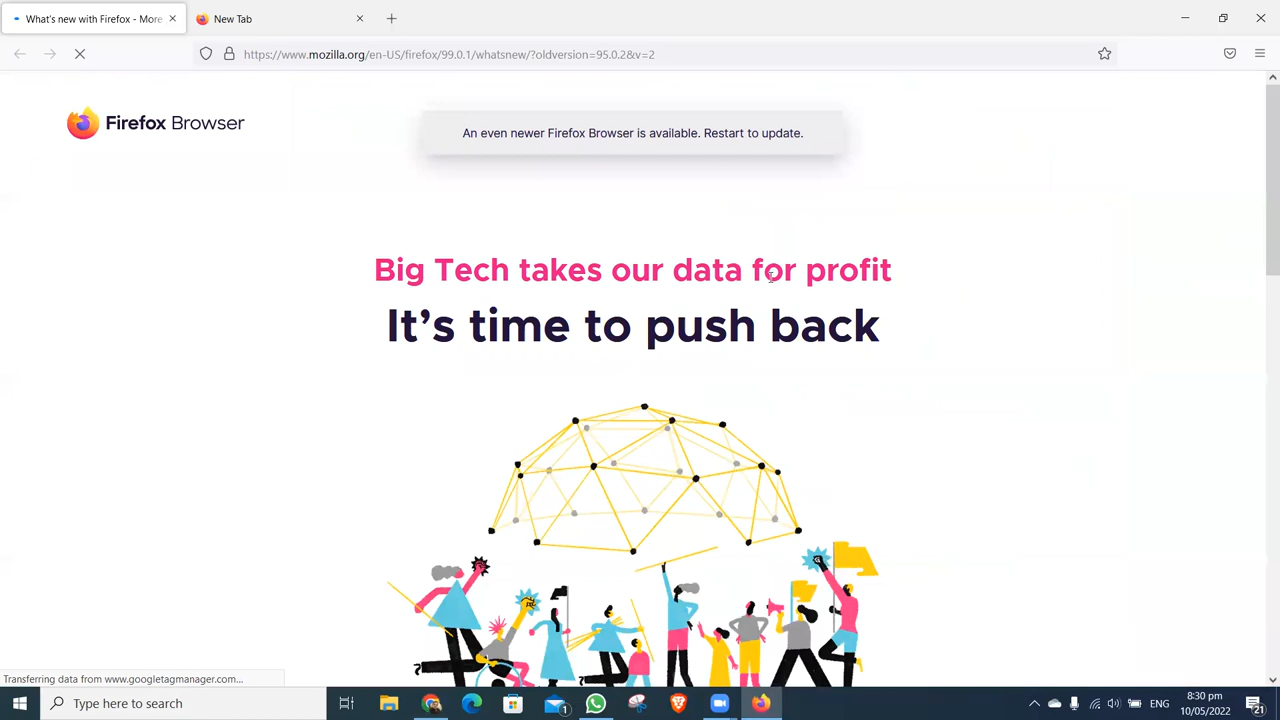 What's new with Firefox - More
New Tab
https://www.mozilla.org/en-US/firefox/99.0.1/whatsnew/?oldversion=95.0.2&v=2
Firefox Browser
An even newer Firefox Browser is available. Restart to update.
Big Tech takes our data for profit
It's time to push back
Transferring data from www.googletagmanager.com...
Type here to search
1
8:30 pm
10/05/2022
21